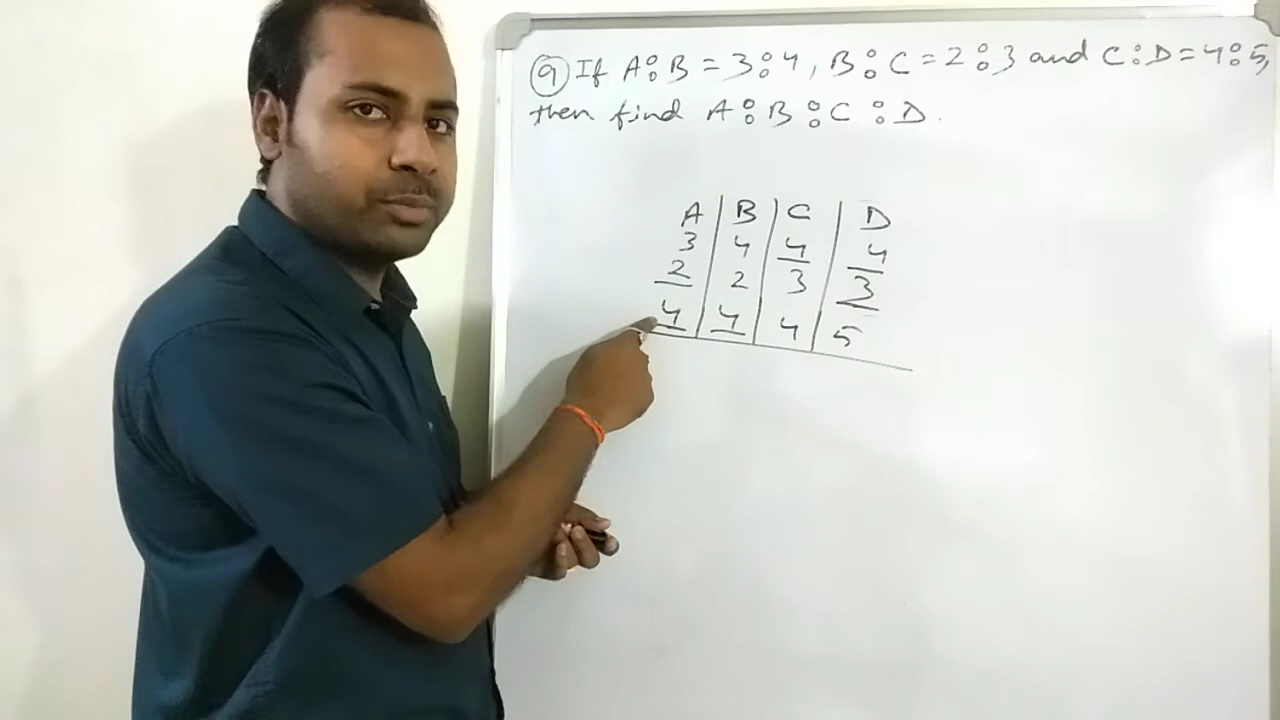 (9) If A:B = 3:4, B:C = 2:3 and C:D = 4:5,
then find A:B:C:D.
A | B | C | D
3 | 4 | 4 | 4
2 | 2 | 3 | 3
4 | 4 | 4 | 5